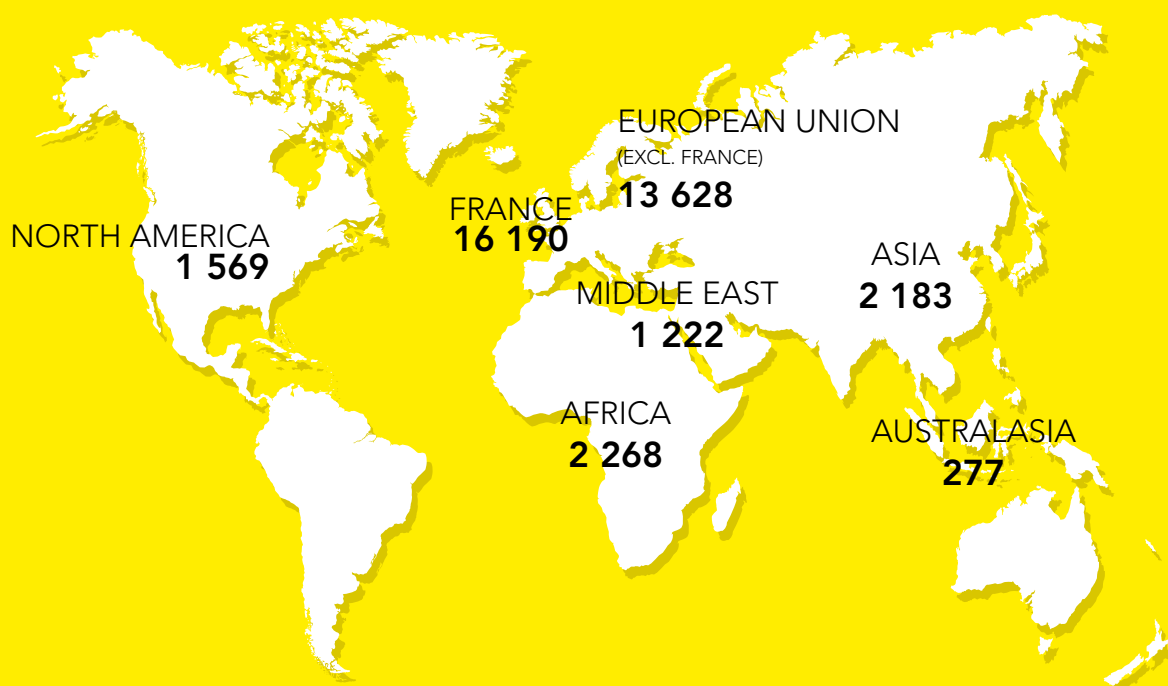 EUROPEAN UNION
(EXCL. FRANCE)
13 628
FRANCE
16 190
NORTH AMERICA
1 569
ASIA
2 183
MIDDLE EAST
1 222
AFRICA
2 268
AUSTRALASIA
277